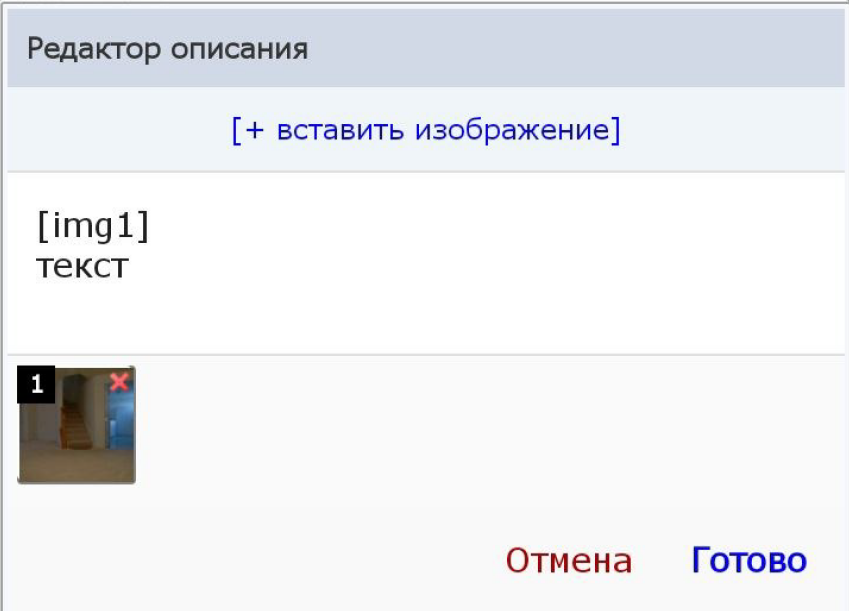 Редактор описания
[+ вставить изображение]
[img1]
текст
1
Отмена
Готово